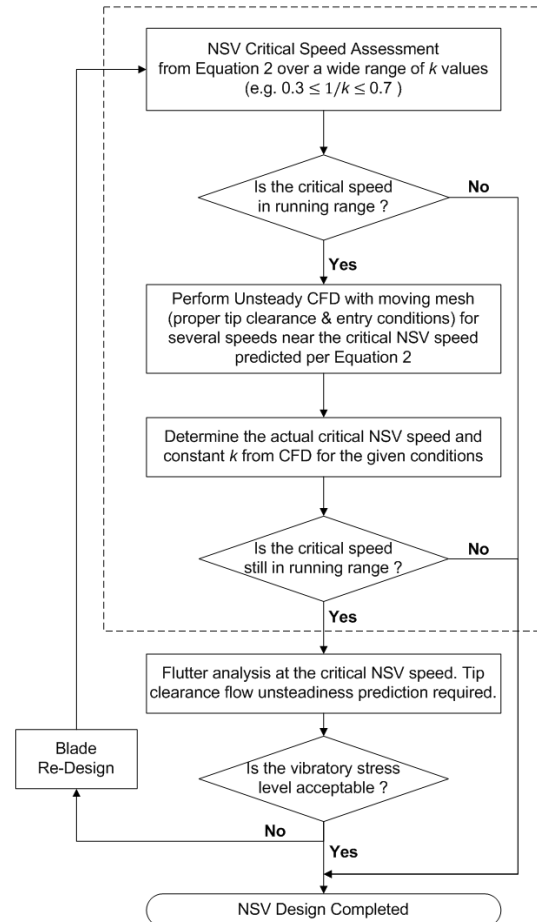 NSV Critical Speed Assessment
from Equation 2 over a wide range of k values
(e.g. 0.3 ≤ 1/k ≤ 0.7 )
Is the critical speed
in running range ?
No
Yes
Perform Unsteady CFD with moving mesh
(proper tip clearance & entry conditions) for
several speeds near the critical NSV speed
predicted per Equation 2
Determine the actual critical NSV speed and
constant k from CFD for the given conditions
Is the critical speed
still in running range ?
No
Yes
Flutter analysis at the critical NSV speed. Tip
clearance flow unsteadiness prediction required.
Blade
Re-Design
Is the vibratory stress
level acceptable ?
No
Yes
NSV Design Completed